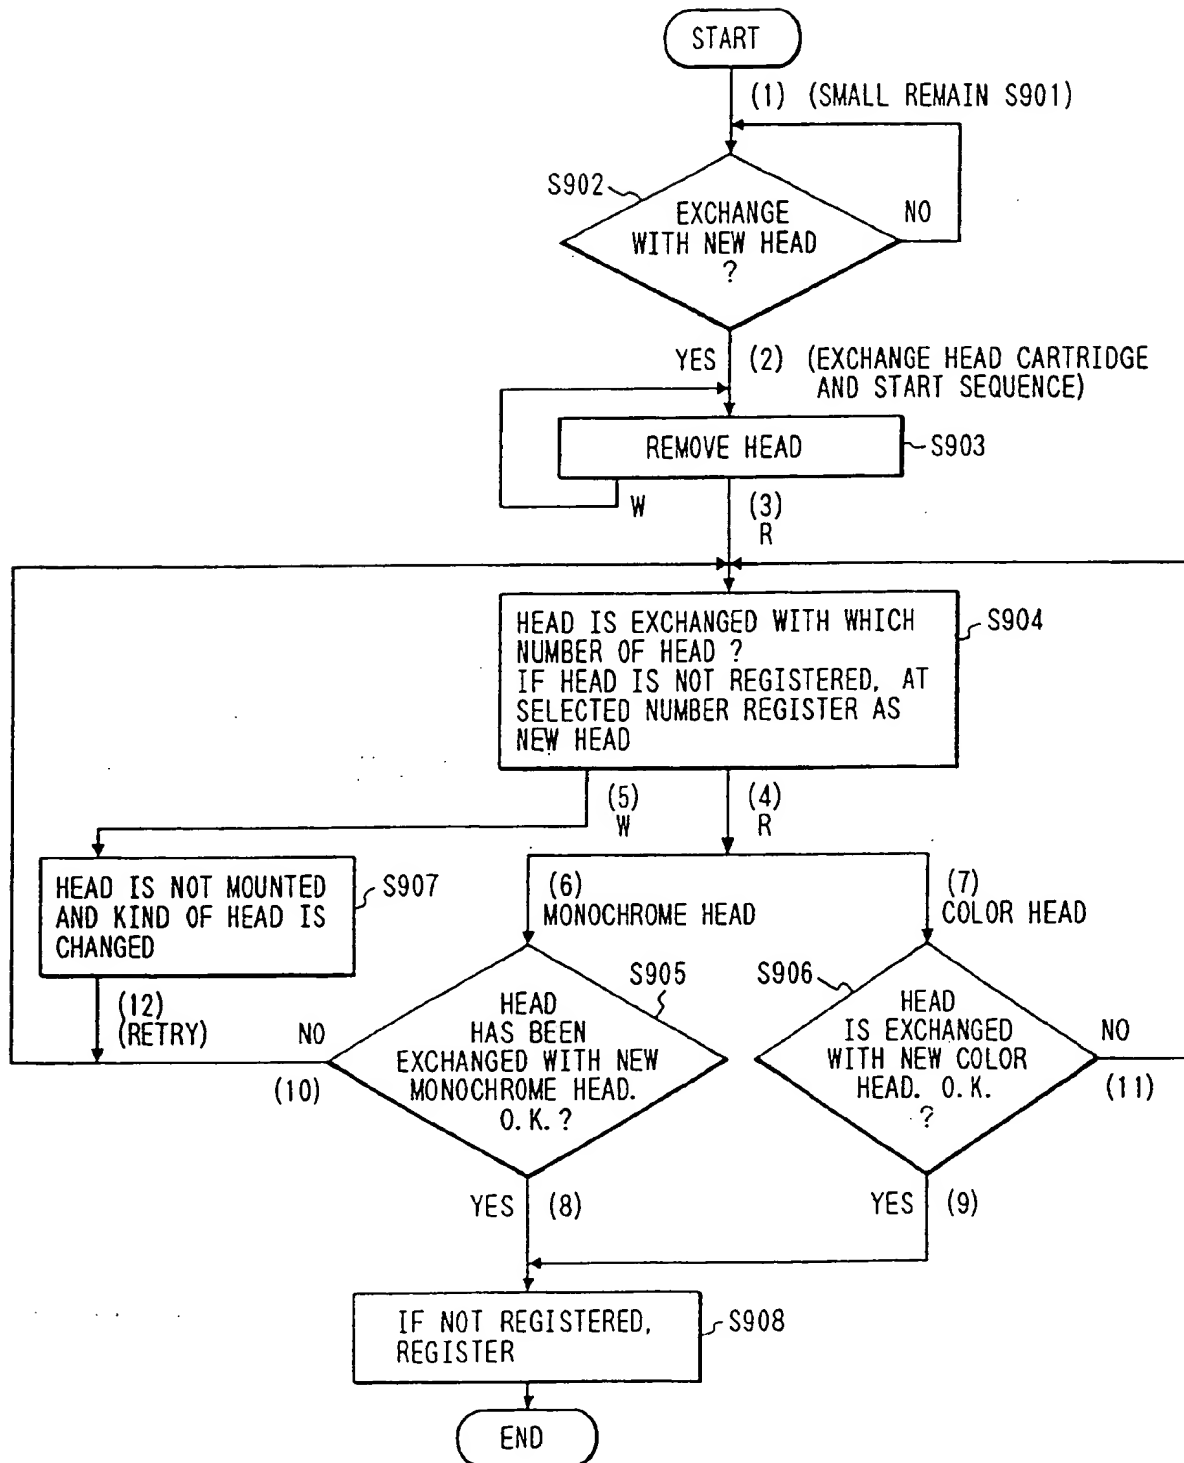 START
(1) (SMALL REMAIN S901)
S902
EXCHANGE
WITH NEW HEAD
?
NO
YES (2) (EXCHANGE HEAD CARTRIDGE
AND START SEQUENCE)
REMOVE HEAD
S903
W
(3)
R
HEAD IS EXCHANGED WITH WHICH
NUMBER OF HEAD ?
IF HEAD IS NOT REGISTERED, AT
SELECTED NUMBER REGISTER AS
NEW HEAD
S904
(5)
W
(4)
R
HEAD IS NOT MOUNTED
AND KIND OF HEAD IS
CHANGED
S907
(6)
MONOCHROME HEAD
(7)
COLOR HEAD
(12)
(RETRY)
S905
HEAD
HAS BEEN
EXCHANGED WITH NEW
MONOCHROME HEAD.
O.K.?
NO
(10)
S906
HEAD
IS EXCHANGED
WITH NEW COLOR
HEAD. O.K.
?
NO
(11)
YES (8)
YES (9)
IF NOT REGISTERED,
REGISTER
S908
END